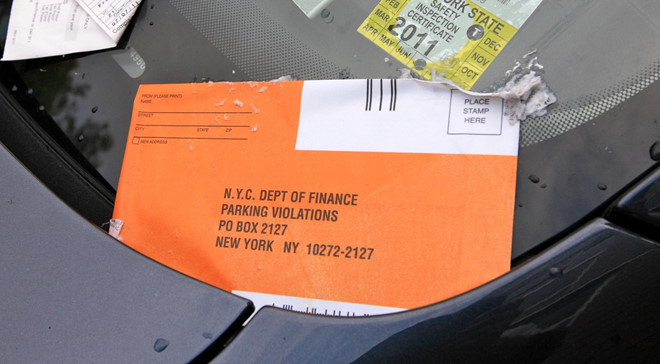 RK STATE
SAFETY
INSPECTION
CERTIFICATE
2011
FEB
MAR
APR MAY JUN
DEC
NOV
OCT
T
FROM (PLEASE PRINT)
NAME
STREET
CITY STATE ZIP
NEW ADDRESS
PLACE
STAMP
HERE
N.Y.C. DEPT OF FINANCE
PARKING VIOLATIONS
PO BOX 2127
NEW YORK NY 10272-2127